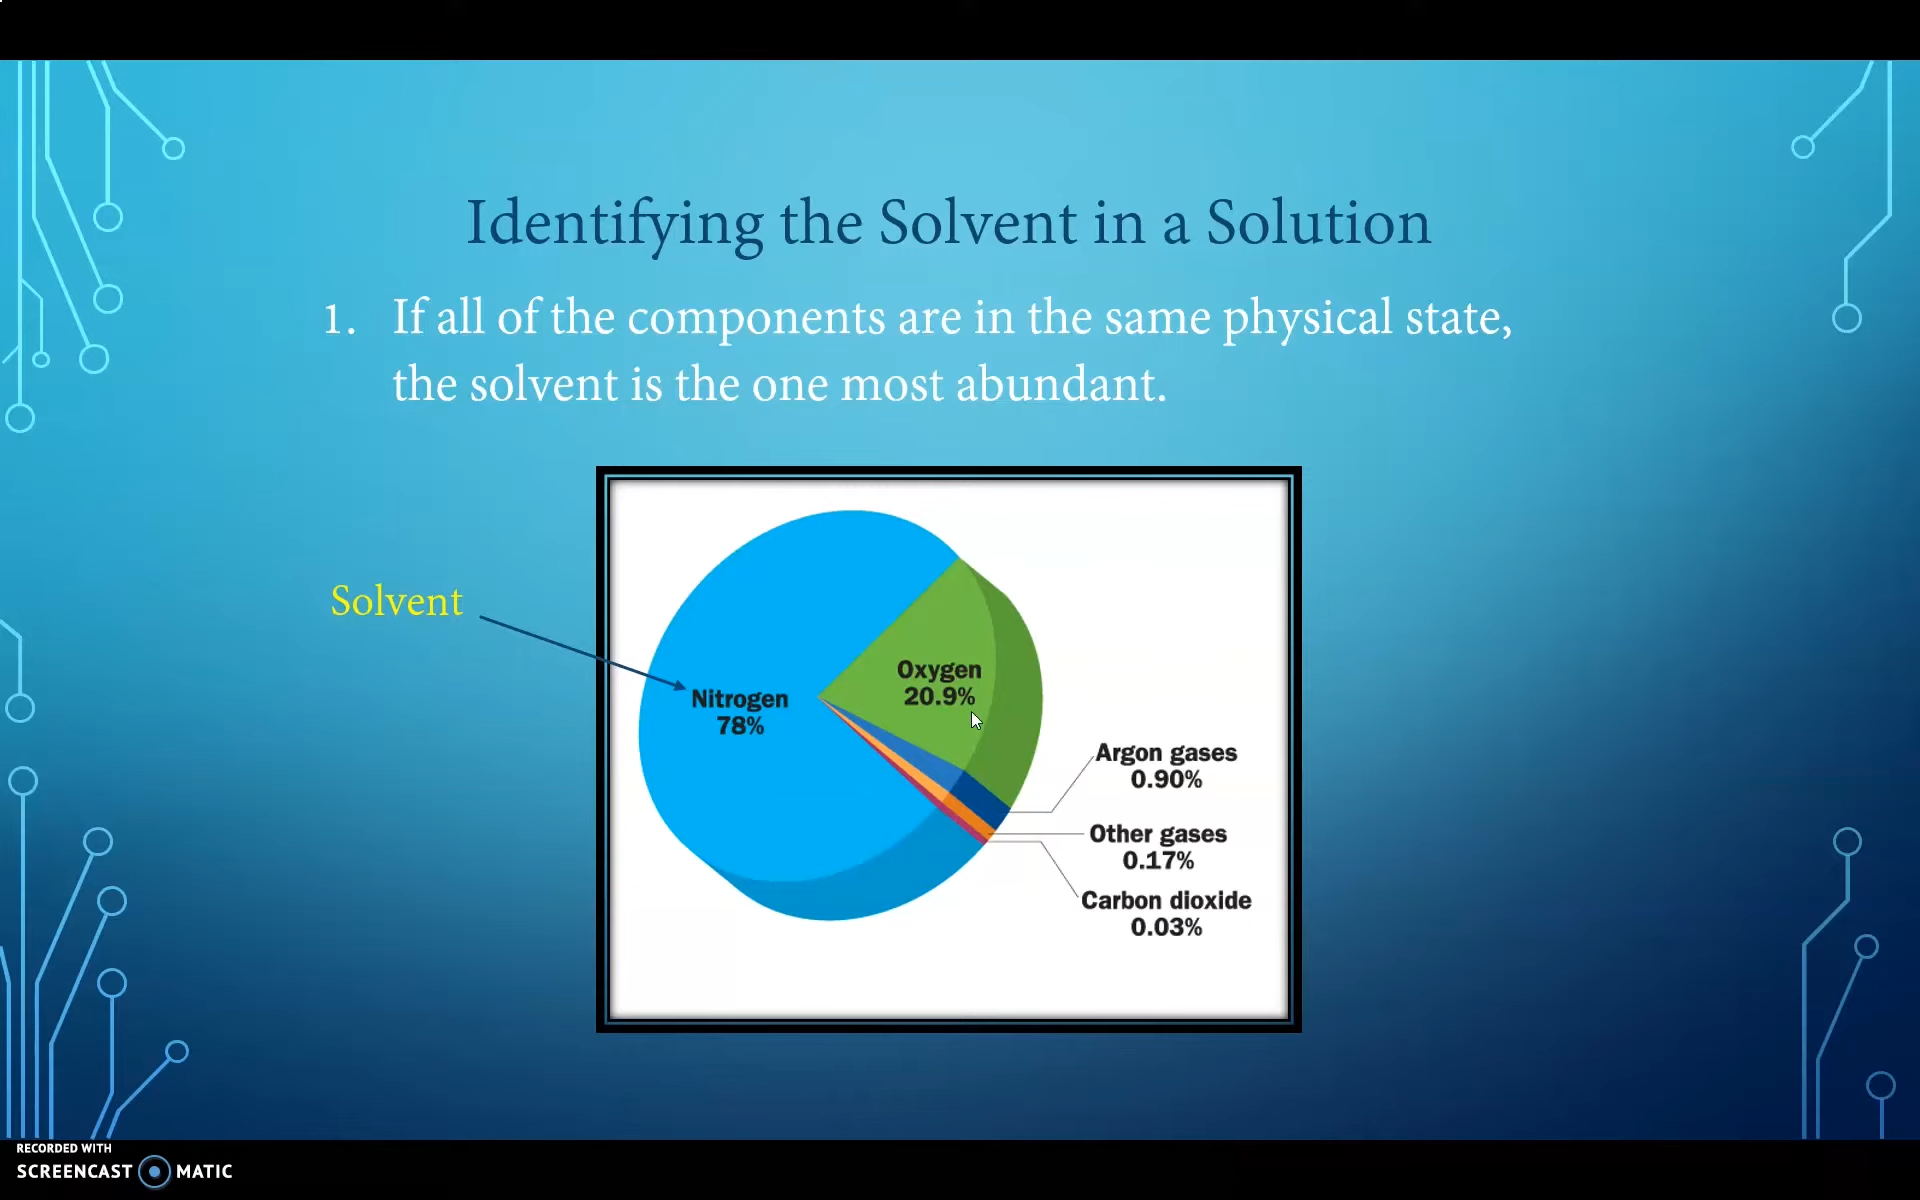 Identifying the Solvent in a Solution
1. If all of the components are in the same physical state,
the solvent is the one most abundant.
Solvent
Nitrogen
78%
Oxygen
20.9%
Argon gases
0.90%
Other gases
0.17%
Carbon dioxide
0.03%
RECORDED WITH
SCREENCAST MATIC